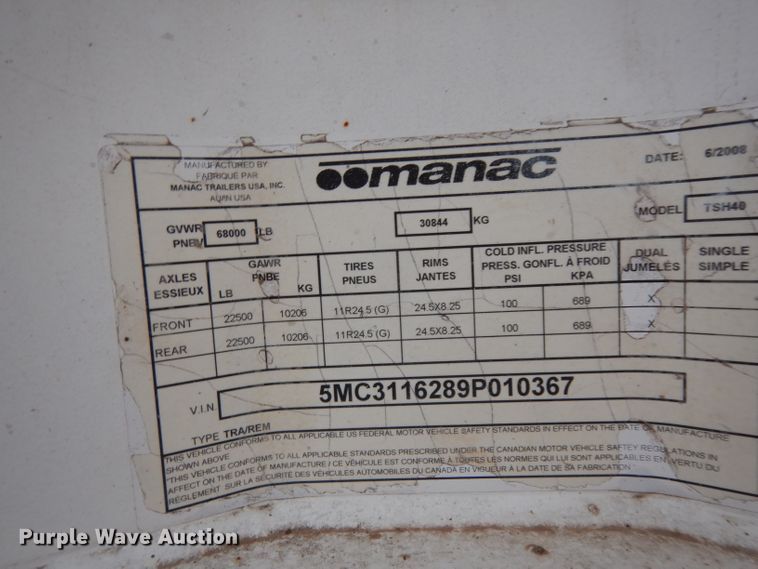 MANUFACTURED BY
FABRIQUE PAR
MANAC TRAILERS USA, INC.
USA
manac
DATE: 6/2008
GVWR
PNBV
68000 LB
30844 KG
MODEL TSH40
AXLES
ESSIEUX
GAWR
PNBE
LB KG
TIRES
PNEUS
RIMS
JANTES
COLD INFL. PRESSURE
PRESS. GONFL. À FROID
PSI KPA
DUAL
JUMELÉS
SINGLE
SIMPLE
FRONT 22500 10206 11R24.5 (G) 24.5X8.25 100 689 X
REAR 22500 10206 11R24.5 (G) 24.5X8.25 100 689 X
V.I.N. 5MC3116289P010367
TYPE TRA/REM
THIS VEHICLE CONFORMS TO ALL APPLICABLE US FEDERAL MOTOR VEHICLE SAFETY STANDARDS IN EFFECT ON THE DATE OF MANUFACTURE
SHOWN ABOVE
"THIS VEHICLE CONFORMS TO ALL APPLICABLE STANDARDS PRESCRIBED UNDER THE CANADIAN MOTOR VEHICLE SAFTEY REGULATIONS IN
AFFECT ON THE DATE OF MANUFACTURE / CE VÉHICULE EST CONFORME À TOUTES LES NORMES QUI LUI SONT APPLICABLES EN VERTU DU
RÈGLEMENT SUR LA SÉCURITÉ DES VÉHICULES AUTOMOBILES DU CANADA EN VIGUEUR À LA DATE DE SA FABRICATION
Purple Wave Auction